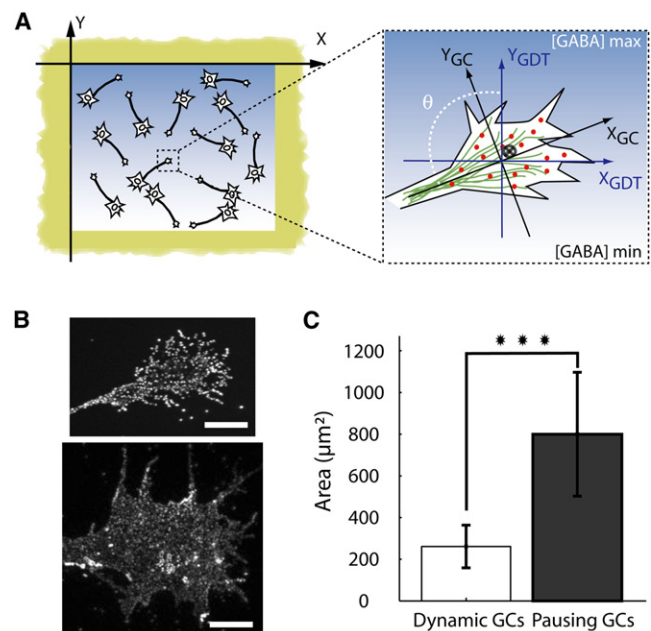 A
Y
X
[GABA] max
Y_GC
Y_GDT
θ
X_GC
X_GDT
[GABA] min
B
C
✷ ✷ ✷
Area (µm²)
1200
1000
800
600
400
200
0
Dynamic GCs
Pausing GCs